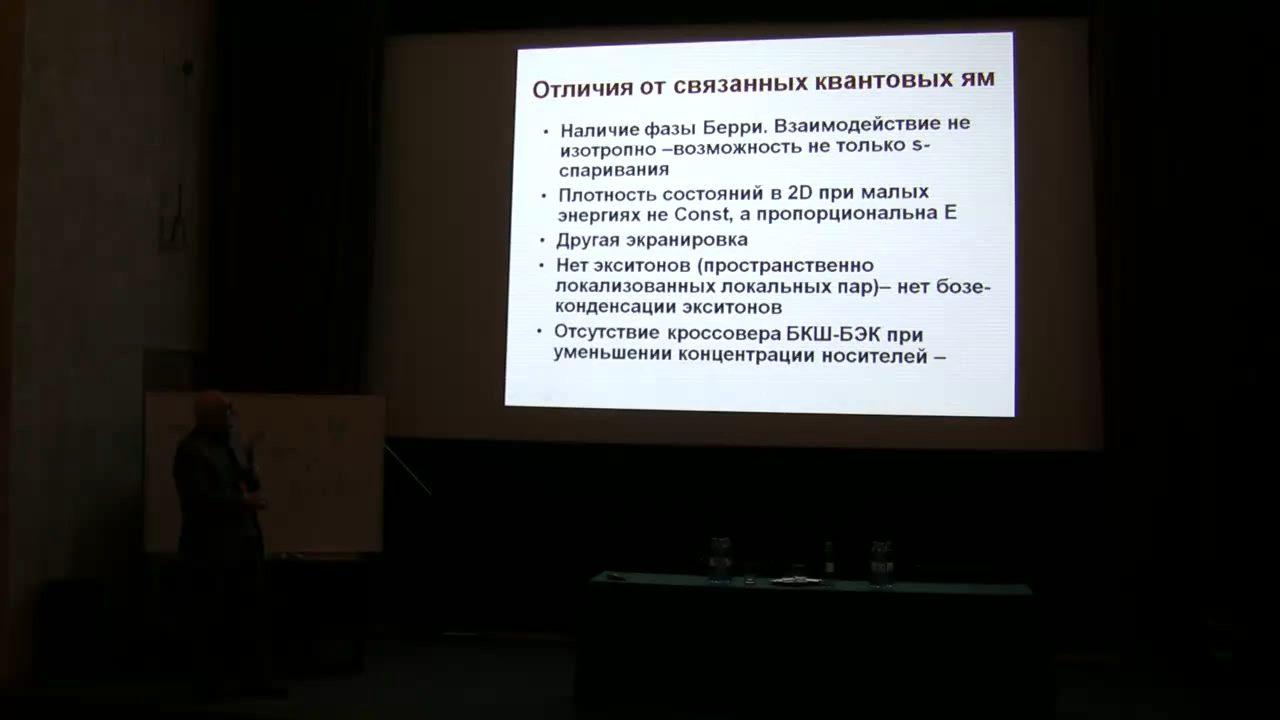 Отличия от связанных квантовых ям
• Наличие фазы Берри. Взаимодействие не
изотропно –возможность не только s-
спаривания
• Плотность состояний в 2D при малых
энергиях не Const, а пропорциональна E
• Другая экранировка
• Нет экситонов (пространственно
локализованных локальных пар)– нет бозе-
конденсации экситонов
• Отсутствие кроссовера БКШ-БЭК при
уменьшении концентрации носителей –